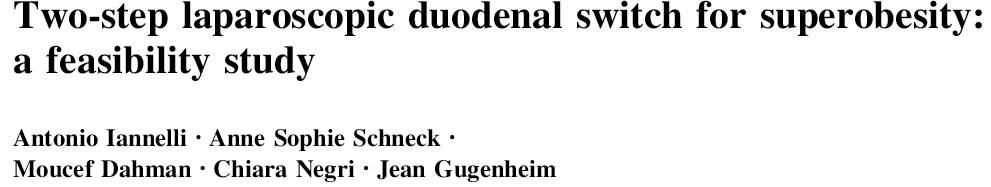 Two-step laparoscopic duodenal switch for superobesity:
a feasibility study
Antonio Iannelli · Anne Sophie Schneck ·
Moucef Dahman · Chiara Negri · Jean Gugenheim